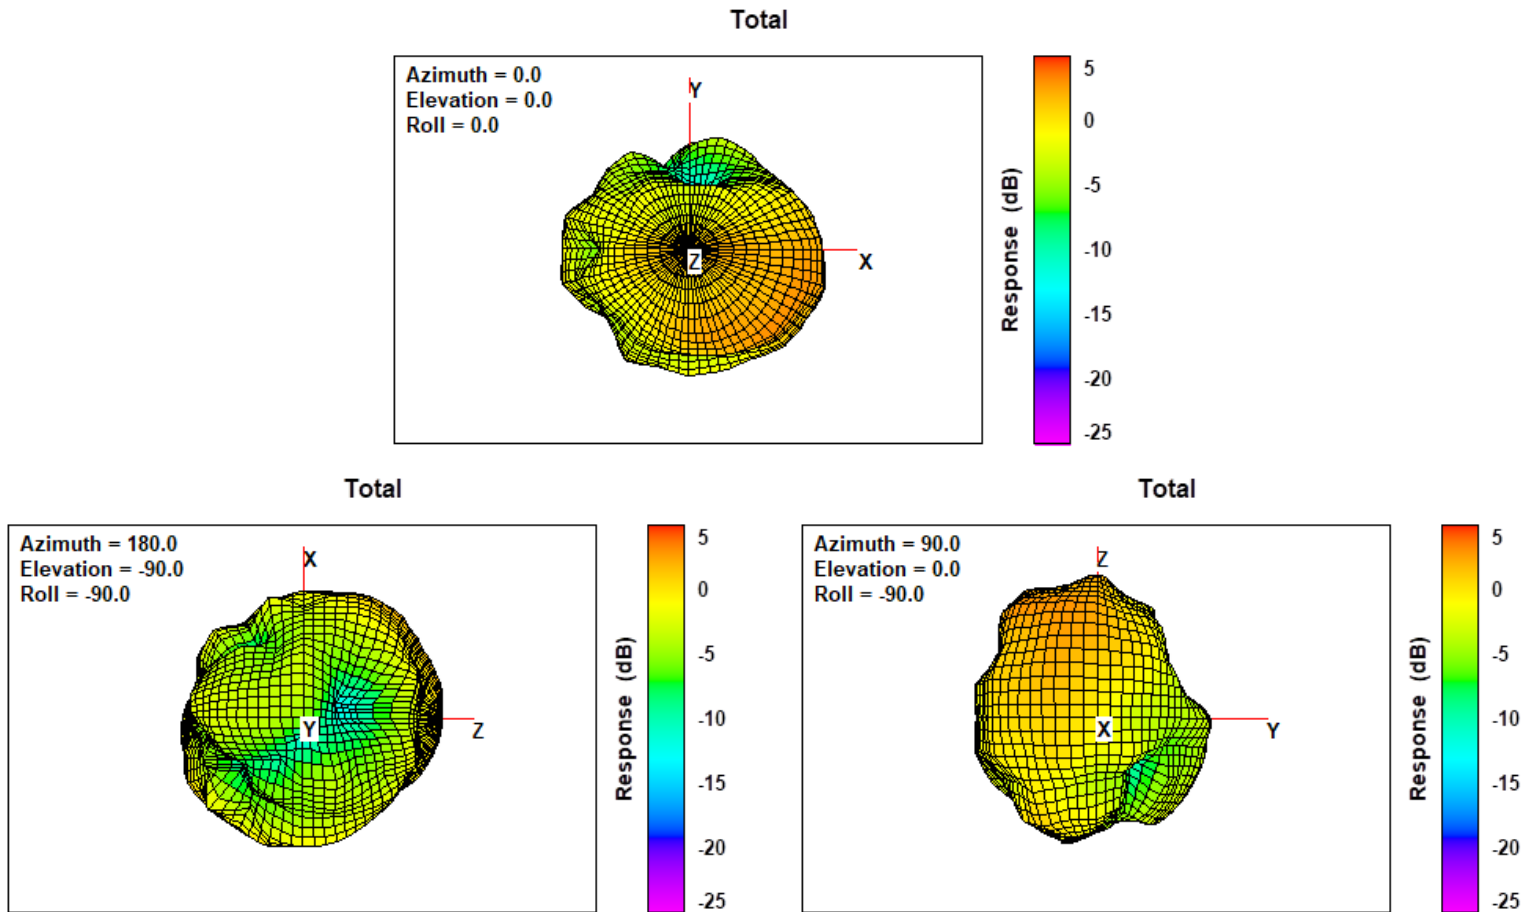 Total
Azimuth = 0.0
Elevation = 0.0
Roll = 0.0
Y
Z
X
Response (dB)
5
0
-5
-10
-15
-20
-25
Total
Azimuth = 180.0
Elevation = -90.0
Roll = -90.0
X
Y
Z
Response (dB)
5
0
-5
-10
-15
-20
-25
Total
Azimuth = 90.0
Elevation = 0.0
Roll = -90.0
Z
X
Y
Response (dB)
5
0
-5
-10
-15
-20
-25